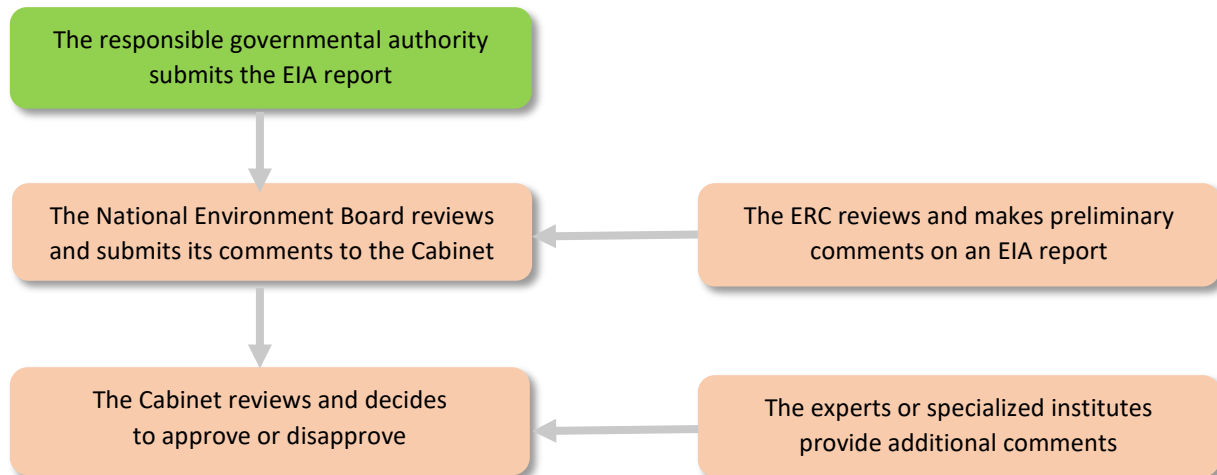 The responsible governmental authority
submits the EIA report
The National Environment Board reviews
and submits its comments to the Cabinet
The ERC reviews and makes preliminary
comments on an EIA report
The Cabinet reviews and decides
to approve or disapprove
The experts or specialized institutes
provide additional comments